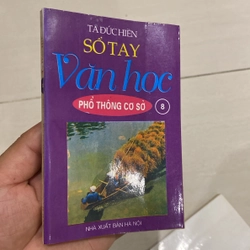 TẠ ĐỨC HIỀN
SỔ TAY
Văn học
PHỔ THÔNG CƠ SỞ
8
NHÀ XUẤT BẢN HÀ NỘI